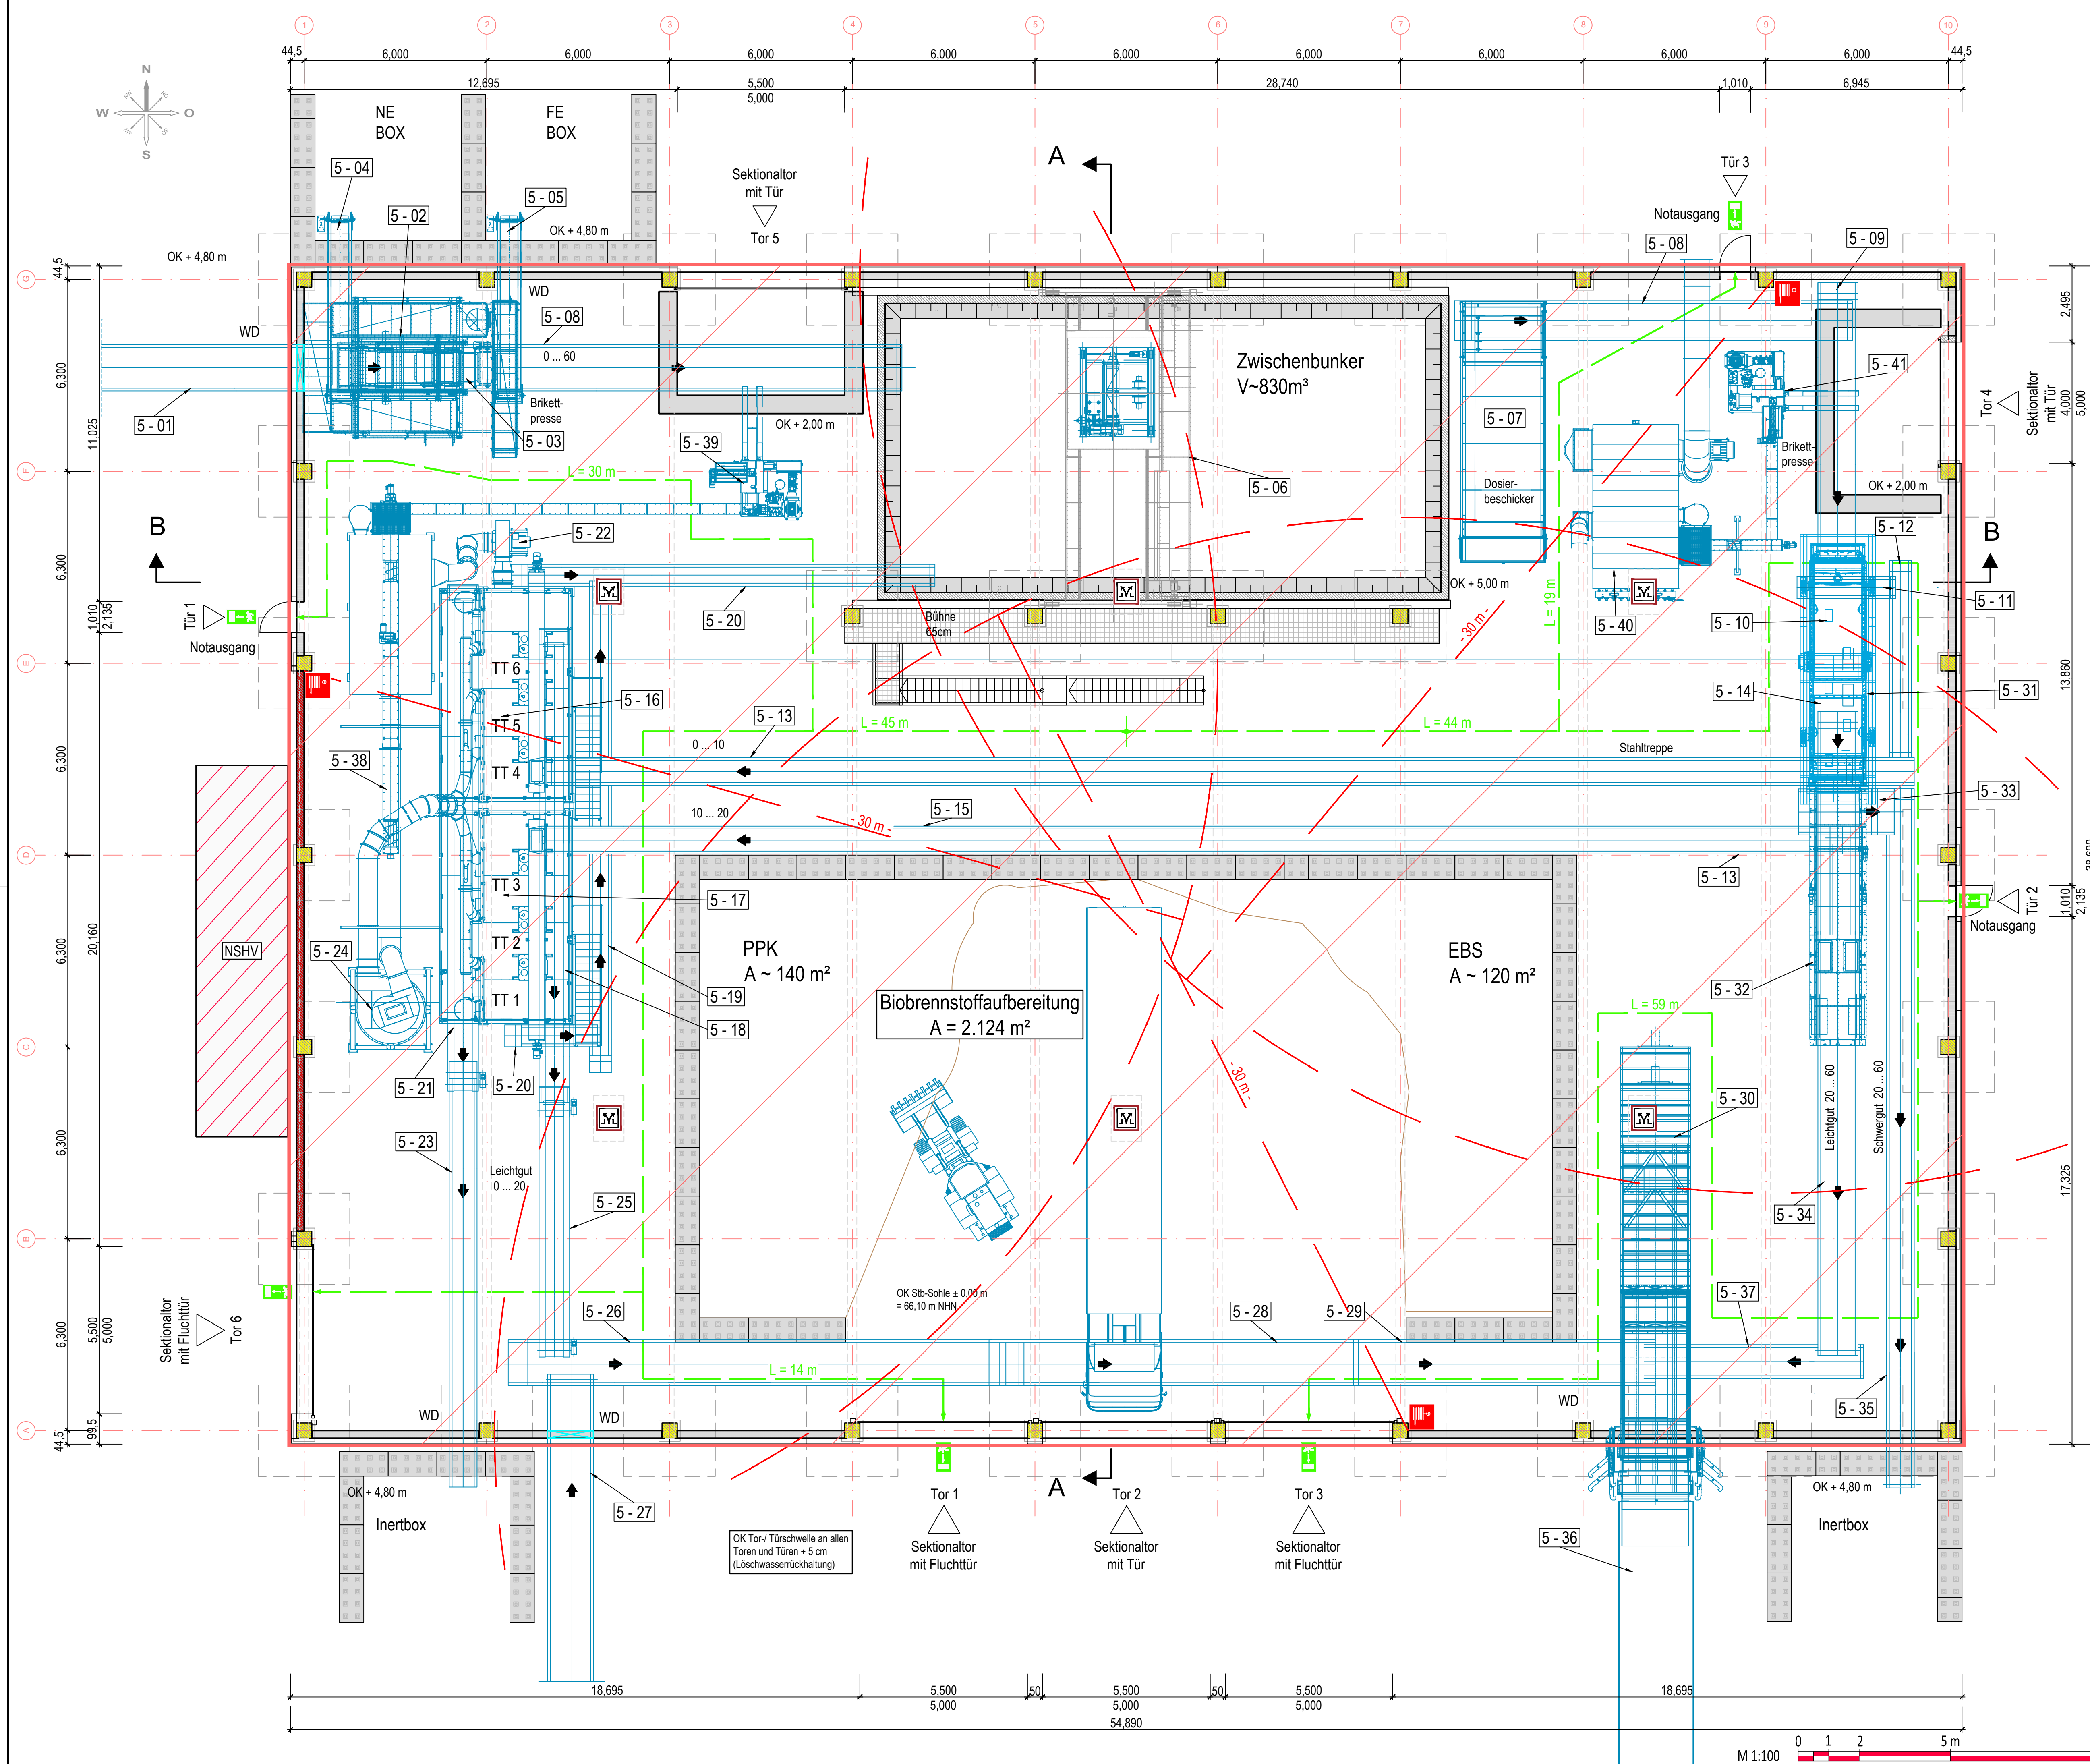 1 2 3 4 5 6 7 8 9 10
44,5 6,000 6,000 6,000 6,000 6,000 6,000 6,000 6,000 6,000 44,5
12,695 5,500 28,740 1,010 6,945
5,000
N
W O
S
NE
BOX
FE
BOX
A
Tür 3
5 - 04
Sektionaltor
mit Tür
Tor 5
5 - 05
5 - 02
Notausgang
OK + 4,80 m
5 - 08
5 - 09
OK + 4,80 m
G
44,5
WD
WD
5 - 08
0 ... 60
2,495
Zwischenbunker
V~830m³
5 - 41
6,300
11,025
5 - 01
Brikett-
presse
5 - 03
OK + 2,00 m
5 - 07
Tor 4
Sektionaltor
mit Tür
4,000
5,000
5 - 39
Brikett-
presse
F
L = 30 m
5 - 06
Dosier-
beschicker
OK + 2,00 m
B
5 - 22
5 - 12
B
6,300
OK + 5,00 m
5 - 11
1,010
2,135
Tür 1
Notausgang
5 - 20
Bühne
65cm
L = 19 m
- 30 m -
5 - 40
5 - 10
E
TT 6
5 - 16
5 - 14
5 - 31
13,860
TT 5
5 - 13
L = 45 m
L = 44 m
0 ... 10
Stahltreppe
6,300
5 - 38
TT 4
5 - 33
10 ... 20
5 - 15
- 30 m -
D
TT 3
5 - 17
5 - 13
1,010
2,135
Tür 2
Notausgang
6,300
20,160
NSHV
5 - 24
TT 2
PPK
A ~ 140 m²
EBS
A ~ 120 m²
TT 1
5 -19
5 - 18
Biobrennstoffaufbereitung
A = 2.124 m²
L = 59 m
5 - 32
C
5 - 21
5 - 20
- 30 m -
5 - 30
6,300
5 - 23
Leichtgut
0 ... 20
Leichtgut 20 ... 60
Schwergut 20 ... 60
17,325
5 - 25
5 - 34
B
Sektionaltor
mit Fluchttür
Tor 6
OK Stb-Sohle ± 0,00 m
= 66,10 m NHN
5 - 26
5 - 28
5 - 29
5 - 37
6,300
5,500
5,000
L = 14 m
WD
WD
WD
5 - 35
A
44,5
99,5
OK + 4,80 m
Inertbox
5 - 27
A
Tor 1
Sektionaltor
mit Fluchttür
Tor 2
Sektionaltor
mit Tür
Tor 3
Sektionaltor
mit Fluchttür
OK + 4,80 m
Inertbox
OK Tor-/ Türschwelle an allen
Toren und Türen + 5 cm
(Löschwasserrückhaltung)
5 - 36
18,695 5,500 50 5,500 50 5,500 18,695
5,000 5,000 5,000
54,890
M 1:100 0 1 2 5 m